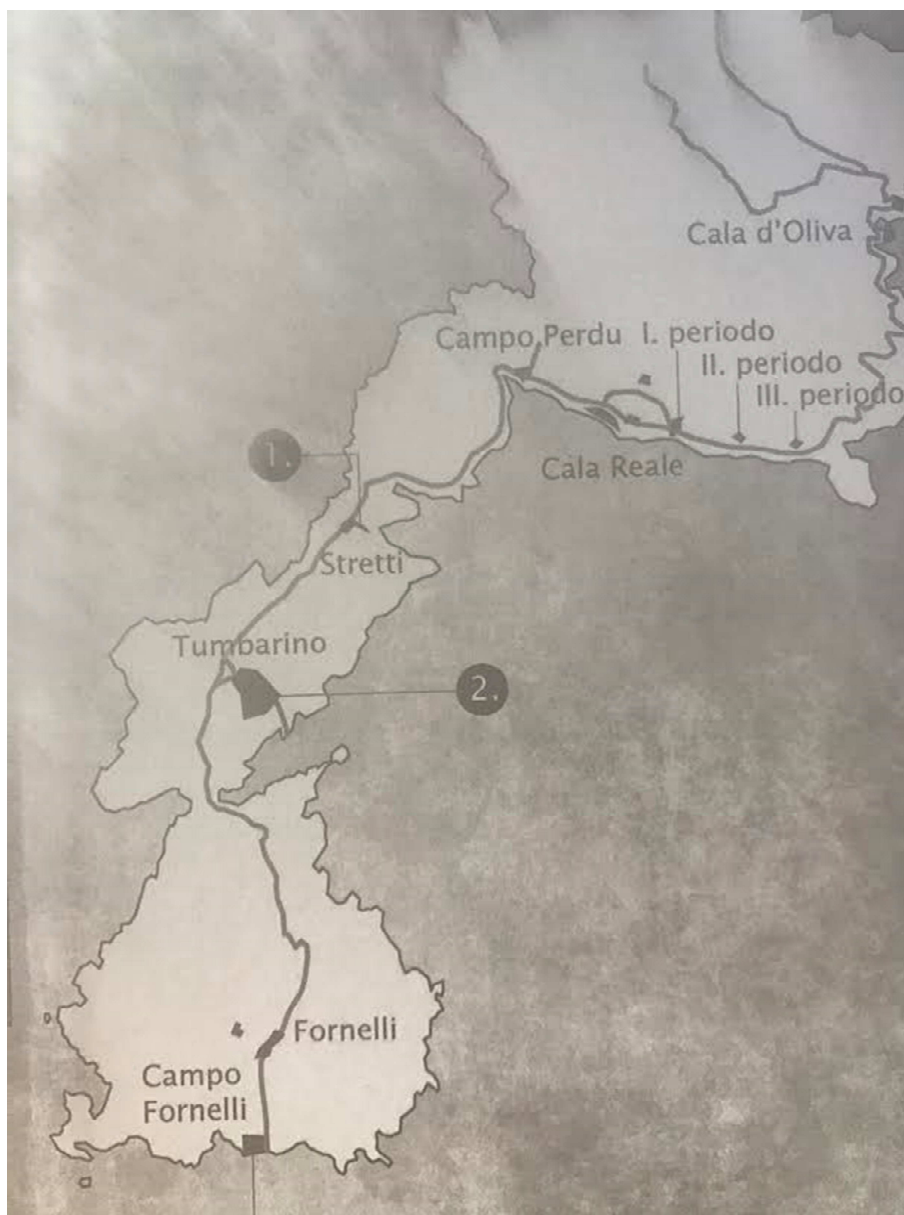 Cala d'Oliva
Campo Perdu
I. periodo
II. periodo
III. periodo
1.
Cala Reale
Stretti
Tumbarino
2.
Fornelli
Campo
Fornelli